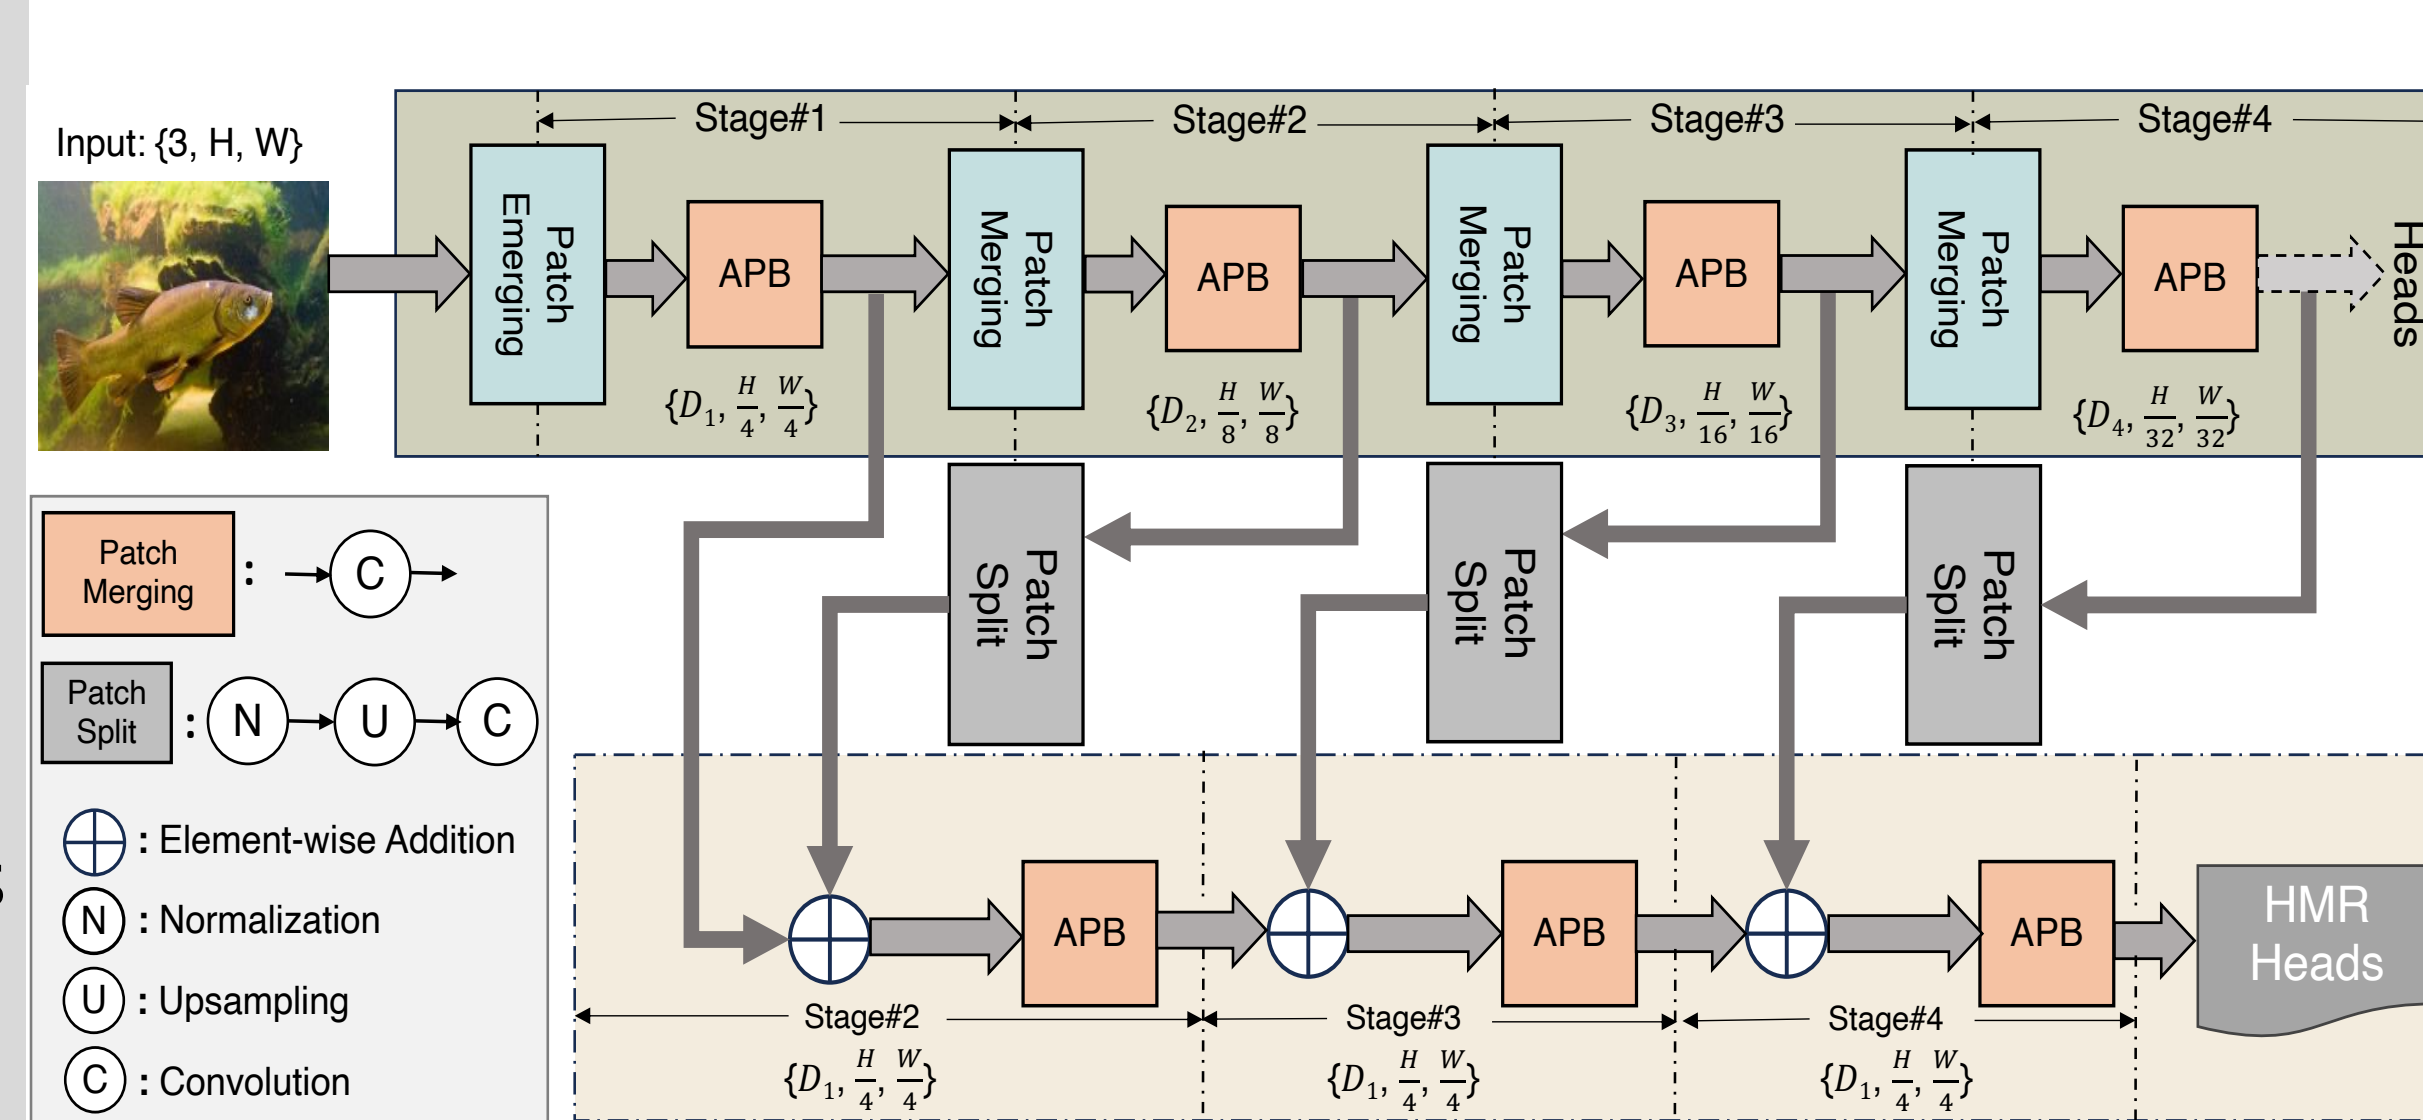 Input: {3, H, W}
Stage#1
Stage#2
Stage#3
Stage#4
Patch
Emerging
APB
Patch
Merging
APB
Patch
Merging
APB
Patch
Merging
APB
Heads
{D₁, H/4, W/4}
{D₂, H/8, W/8}
{D₃, H/16, W/16}
{D₄, H/32, W/32}
Patch
Split
Patch
Split
Patch
Split
Patch
Merging
:
C
Patch
Split
:
N
U
C
: Element-wise Addition
N : Normalization
U : Upsampling
C : Convolution
APB
APB
APB
HMR
Heads
Stage#2
Stage#3
Stage#4
{D₁, H/4, W/4}
{D₁, H/4, W/4}
{D₁, H/4, W/4}